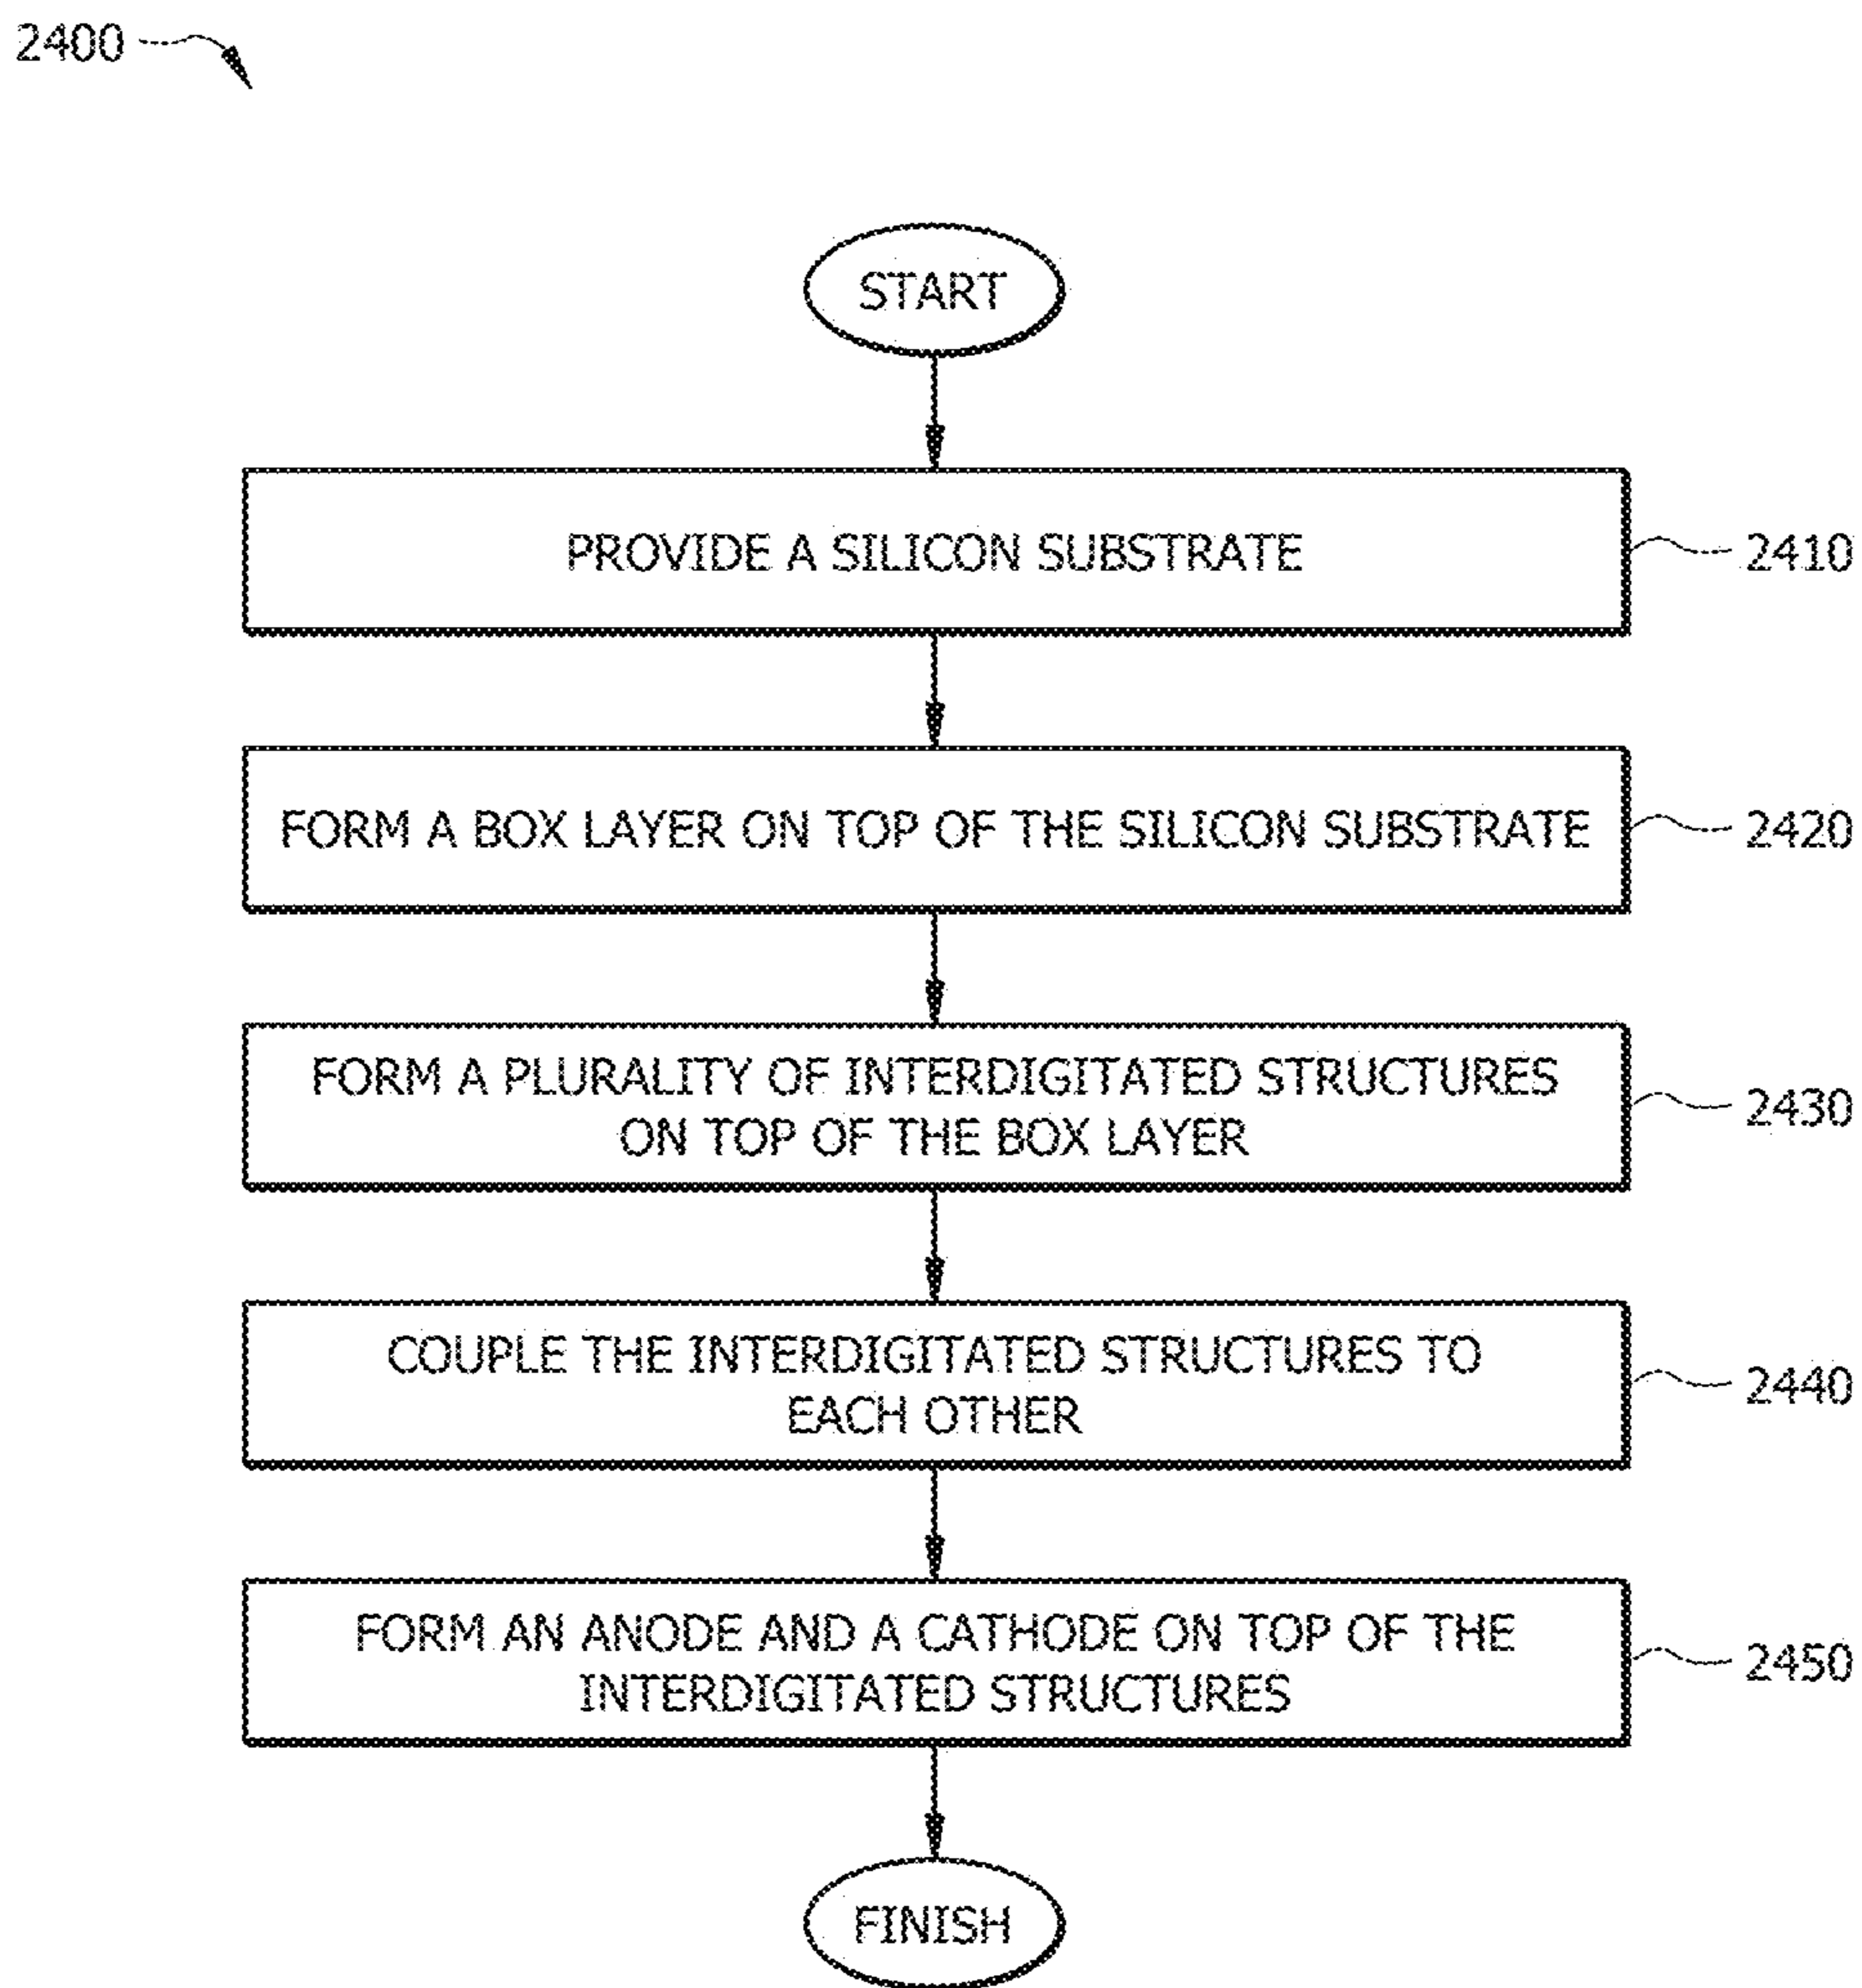 2400
START
PROVIDE A SILICON SUBSTRATE
2410
FORM A BOX LAYER ON TOP OF THE SILICON SUBSTRATE
2420
FORM A PLURALITY OF INTERDIGITATED STRUCTURES
ON TOP OF THE BOX LAYER
2430
COUPLE THE INTERDIGITATED STRUCTURES TO
EACH OTHER
2440
FORM AN ANODE AND A CATHODE ON TOP OF THE
INTERDIGITATED STRUCTURES
2450
FINISH